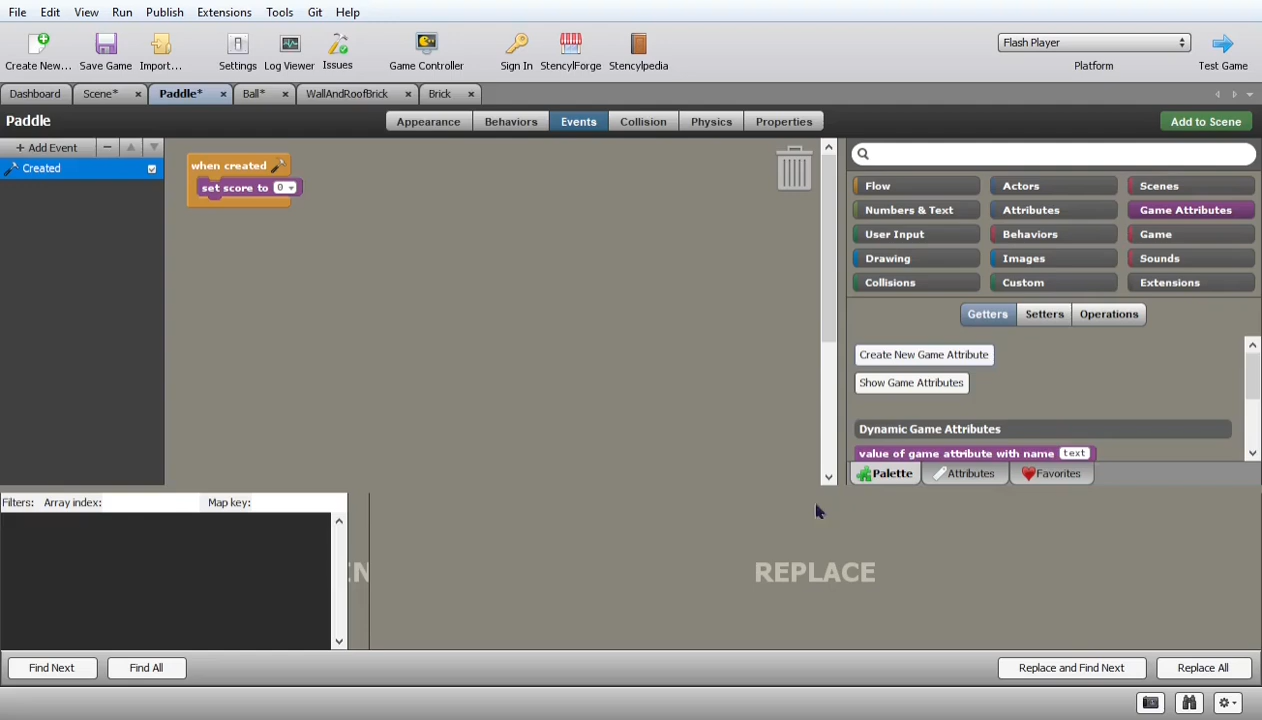 File Edit View Run Publish Extensions Tools Git Help
Create New... Save Game Import... Settings Log Viewer Issues Game Controller Sign In StencylForge Stencylpedia Flash Player Platform Test Game
Dashboard Scene* × Paddle* × Ball* × WallAndRoofBrick × Brick ×
Paddle Appearance Behaviors Events Collision Physics Properties Add to Scene
+ Add Event
Created
when created
set score to 0
Flow Actors Scenes
Numbers & Text Attributes Game Attributes
User Input Behaviors Game
Drawing Images Sounds
Collisions Custom Extensions
Getters Setters Operations
Create New Game Attribute
Show Game Attributes
Dynamic Game Attributes
value of game attribute with name text
Palette Attributes Favorites
Filters: Array index: Map key:
REPLACE
Find Next Find All Replace and Find Next Replace All